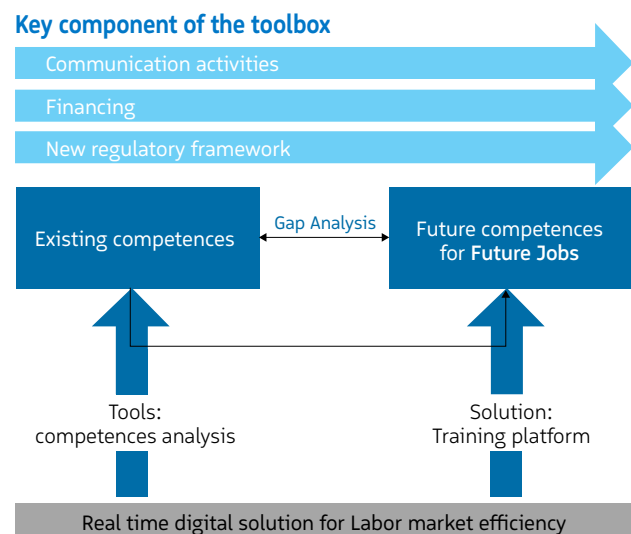 Key component of the toolbox
Communication activities
Financing
New regulatory framework
Existing competences
Gap Analysis
Future competences
for Future Jobs
Tools:
competences analysis
Solution:
Training platform
Real time digital solution for Labor market efficiency